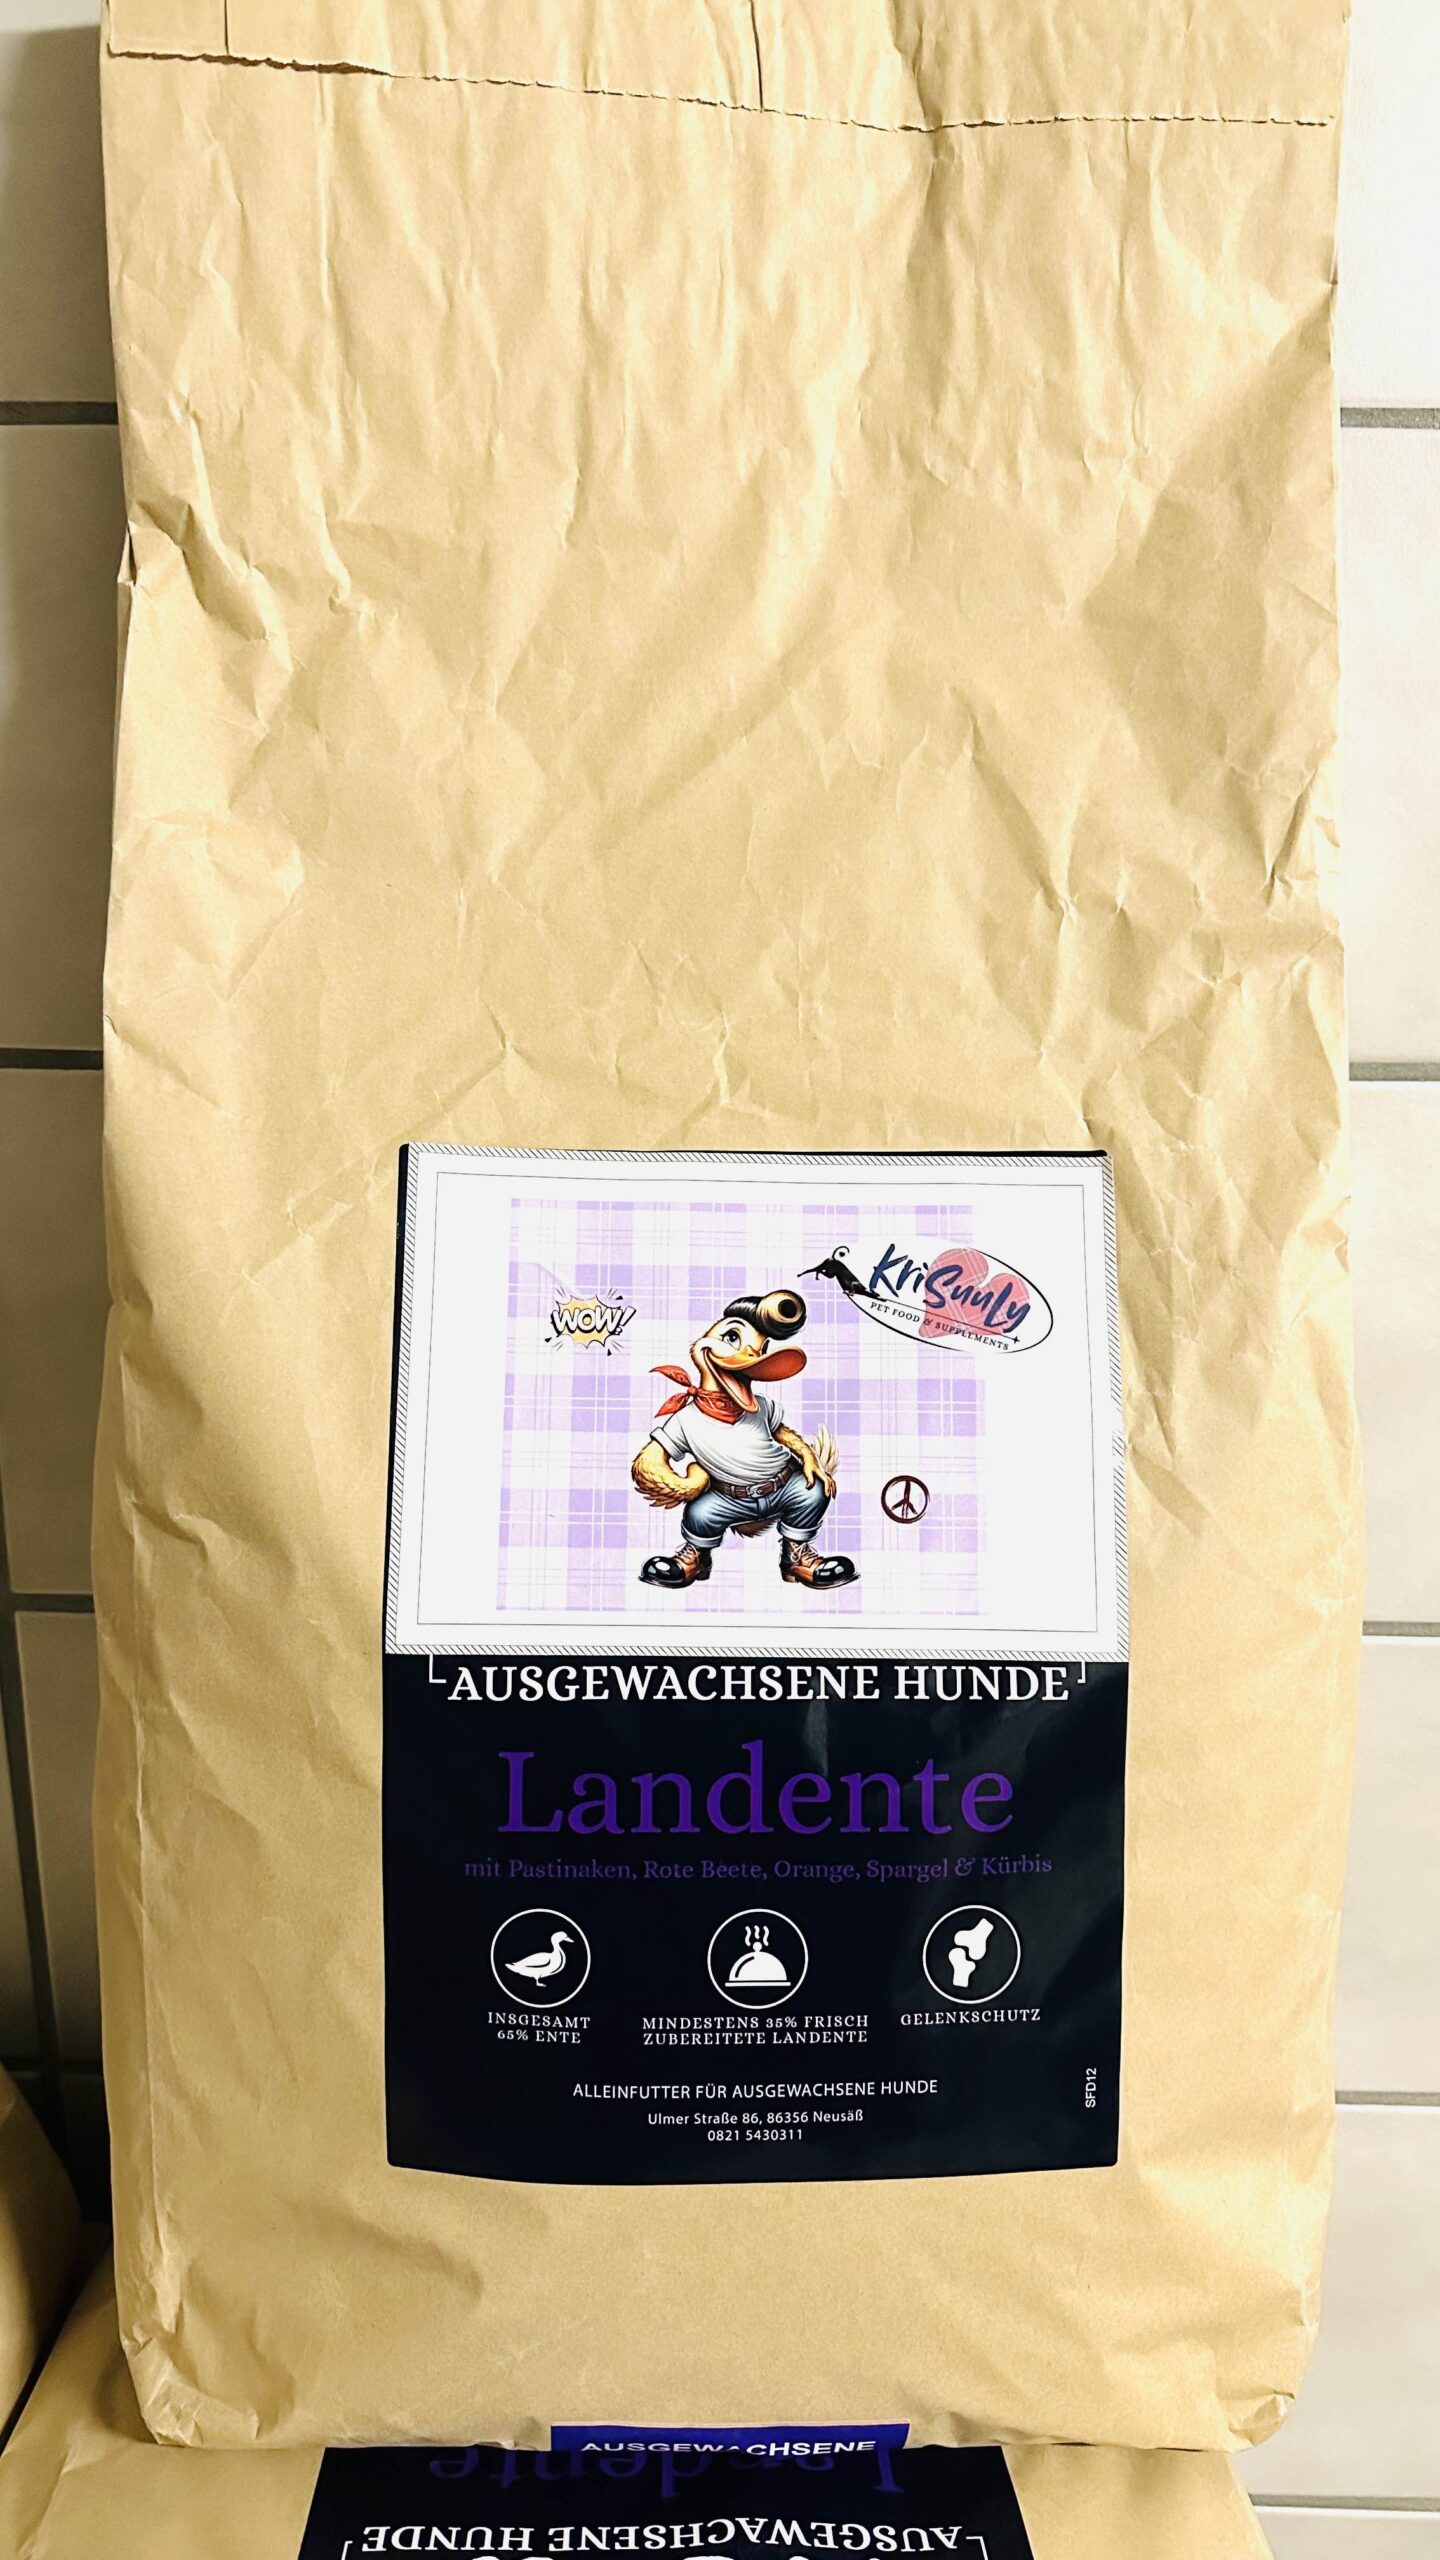 WOW!
KriSuuLy
PET FOOD & SUPPLEMENTS
AUSGEWACHSENE HUNDE
Landente
mit Pastinaken, Rote Beete, Orange, Spargel & Kürbis
INSGESAMT
65% ENTE
MINDESTENS 35% FRISCH
ZUBEREITETE LANDENTE
GELENKSCHUTZ
ALLEINFUTTER FÜR AUSGEWACHSENE HUNDE
Ulmer Straße 86, 86356 Neusäß
0821 5430311
SFD12
AUSGEWACHSENE
Landente
AUSGEWACHSENE HUNDE